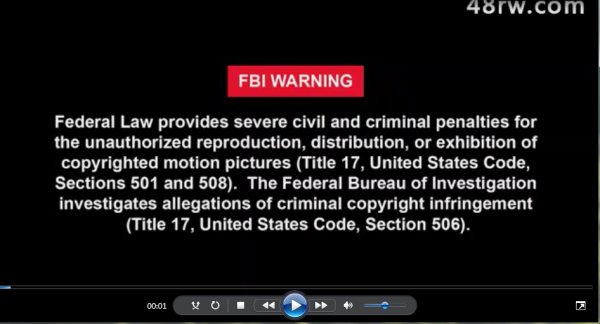 48rw.com
FBI WARNING
Federal Law provides severe civil and criminal penalties for
the unauthorized reproduction, distribution, or exhibition of
copyrighted motion pictures (Title 17, United States Code,
Sections 501 and 508).  The Federal Bureau of Investigation
investigates allegations of criminal copyright infringement
(Title 17, United States Code, Section 506).
00:01